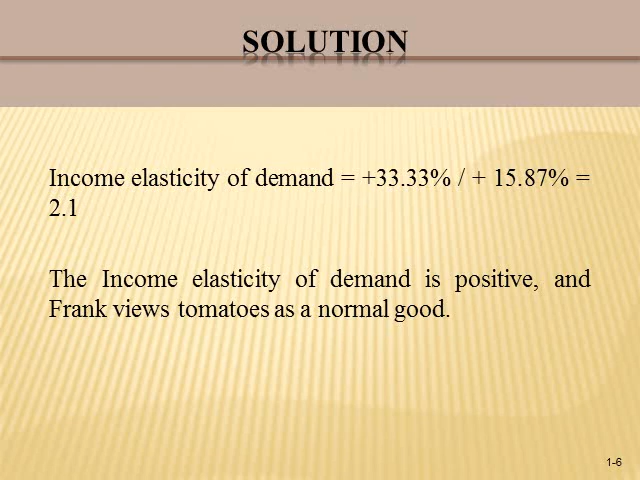 SOLUTION
Income elasticity of demand = +33.33% / + 15.87% =
2.1
The Income elasticity of demand is positive, and
Frank views tomatoes as a normal good.
1-6